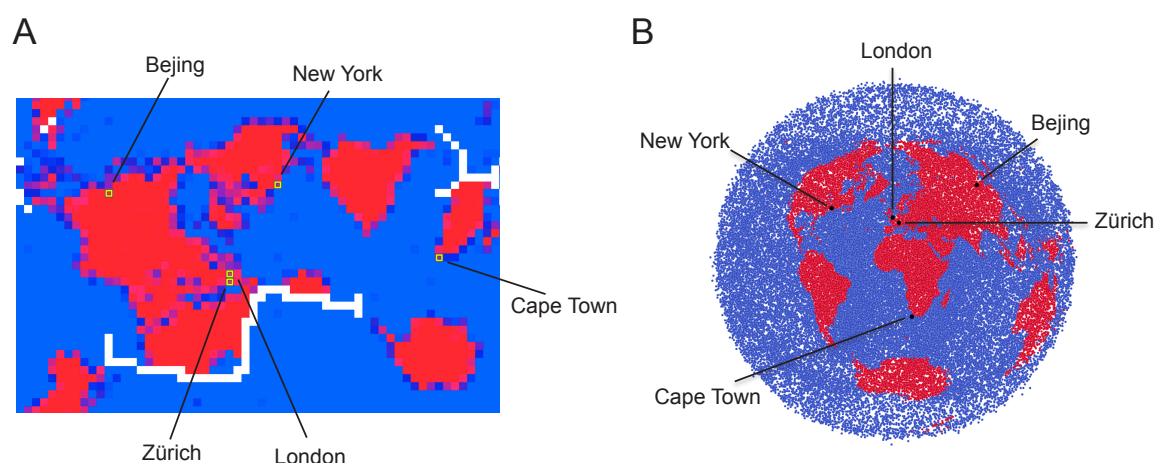 A
Bejing
New York
Cape Town
Zürich
London
B
London
New York
Bejing
Zürich
Cape Town